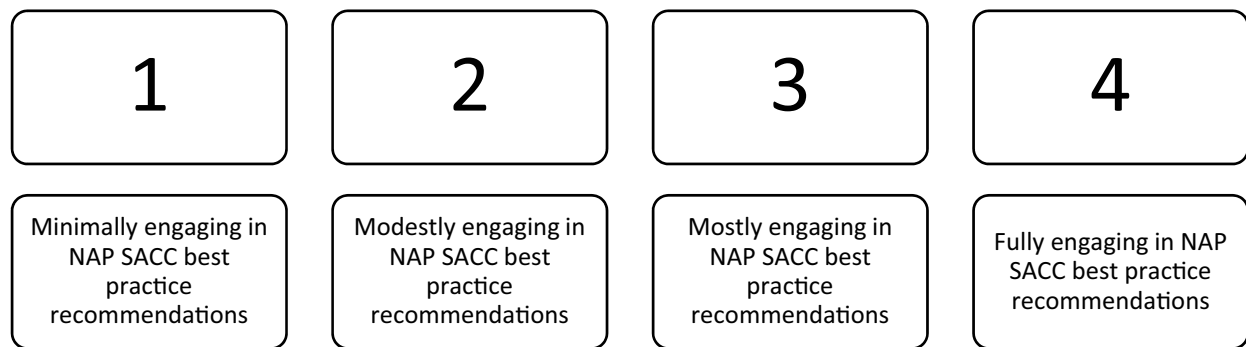 1
2
3
4
Minimally engaging in
NAP SACC best
practice
recommendations
Modestly engaging in
NAP SACC best
practice
recommendations
Mostly engaging in
NAP SACC best
practice
recommendations
Fully engaging in NAP
SACC best practice
recommendations